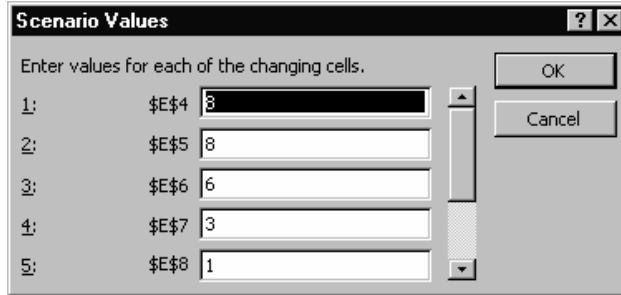 Scenario Values ? X
Enter values for each of the changing cells.
OK
1: $E$4 8
Cancel
2: $E$5 8
3: $E$6 6
4: $E$7 3
5: $E$8 1